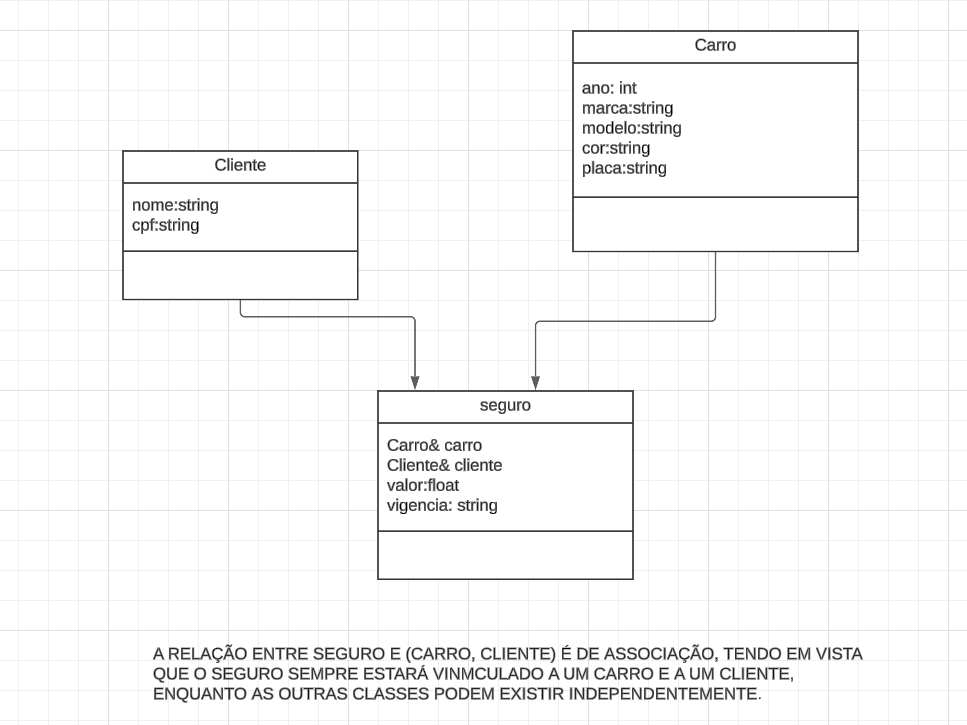 Carro
ano: int
marca:string
modelo:string
cor:string
placa:string
Cliente
nome:string
cpf:string
seguro
Carro& carro
Cliente& cliente
valor:float
vigencia: string
A RELAÇÃO ENTRE SEGURO E (CARRO, CLIENTE) É DE ASSOCIAÇÃO, TENDO EM VISTA
QUE O SEGURO SEMPRE ESTARÁ VINMCULADO A UM CARRO E A UM CLIENTE,
ENQUANTO AS OUTRAS CLASSES PODEM EXISTIR INDEPENDENTEMENTE.